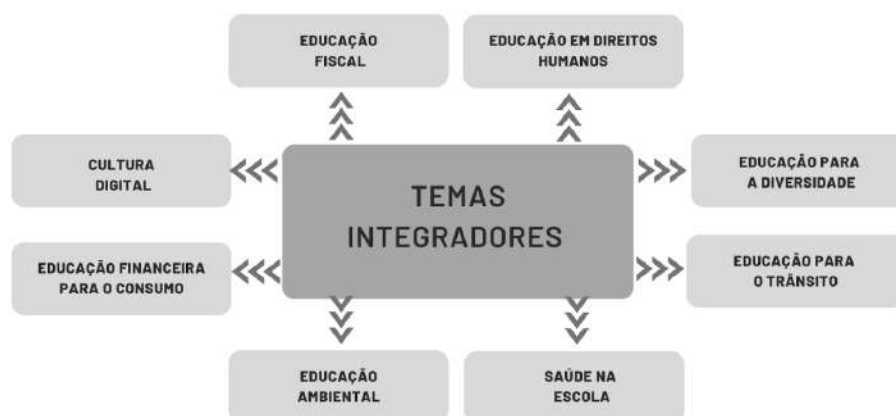 EDUCAÇÃO
FISCAL
EDUCAÇÃO EM DIREITOS
HUMANOS
CULTURA
DIGITAL
TEMAS
INTEGRADORES
EDUCAÇÃO PARA
A DIVERSIDADE
EDUCAÇÃO FINANCEIRA
PARA O CONSUMO
EDUCAÇÃO PARA
O TRÂNSITO
EDUCAÇÃO
AMBIENTAL
SAÚDE NA
ESCOLA